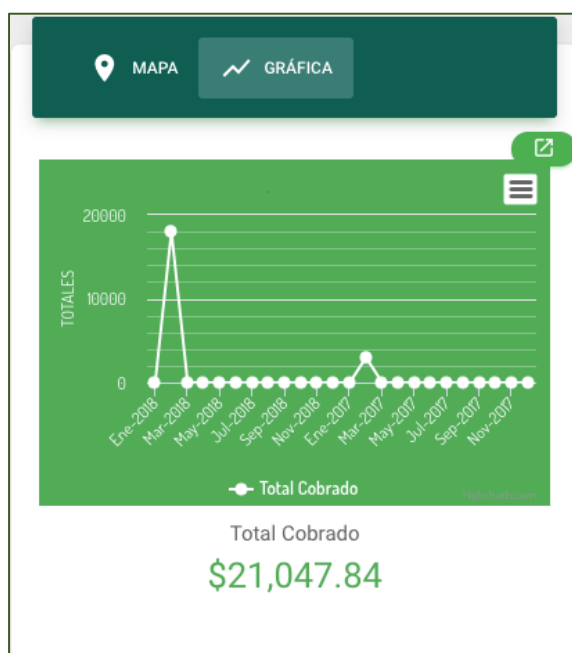 MAPA
GRÁFICA
20000
10000
0
TOTALES
Ene-2018
Mar-2018
May-2018
Jul-2018
Sep-2018
Nov-2018
Ene-2017
Mar-2017
May-2017
Jul-2017
Sep-2017
Nov-2017
Total Cobrado
Highcharts.com
Total Cobrado
$21,047.84